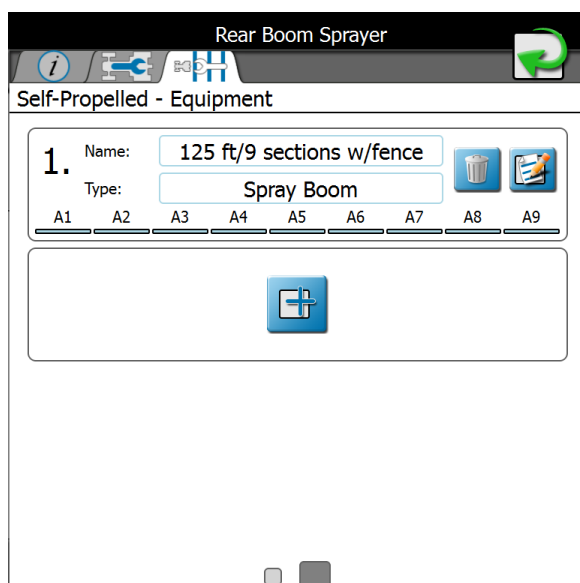 Rear Boom Sprayer
i
Self-Propelled - Equipment
1.
Name: 125 ft/9 sections w/fence
Type: Spray Boom
A1 A2 A3 A4 A5 A6 A7 A8 A9